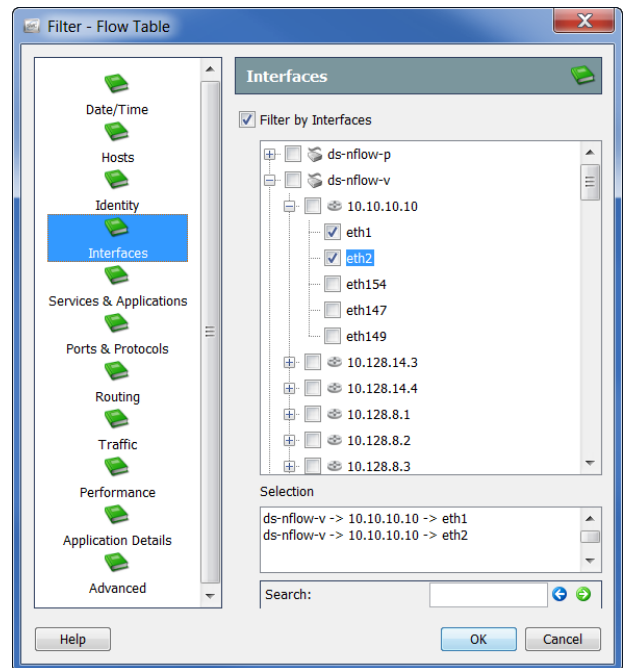 Filter - Flow Table
Date/Time
Hosts
Identity
Interfaces
Services & Applications
Ports & Protocols
Routing
Traffic
Performance
Application Details
Advanced
Interfaces
Filter by Interfaces
ds-nflow-p
ds-nflow-v
10.10.10.10
eth1
eth2
eth154
eth147
eth149
10.128.14.3
10.128.14.4
10.128.8.1
10.128.8.2
10.128.8.3
Selection
ds-nflow-v -> 10.10.10.10 -> eth1
ds-nflow-v -> 10.10.10.10 -> eth2
Search:
Help
OK
Cancel